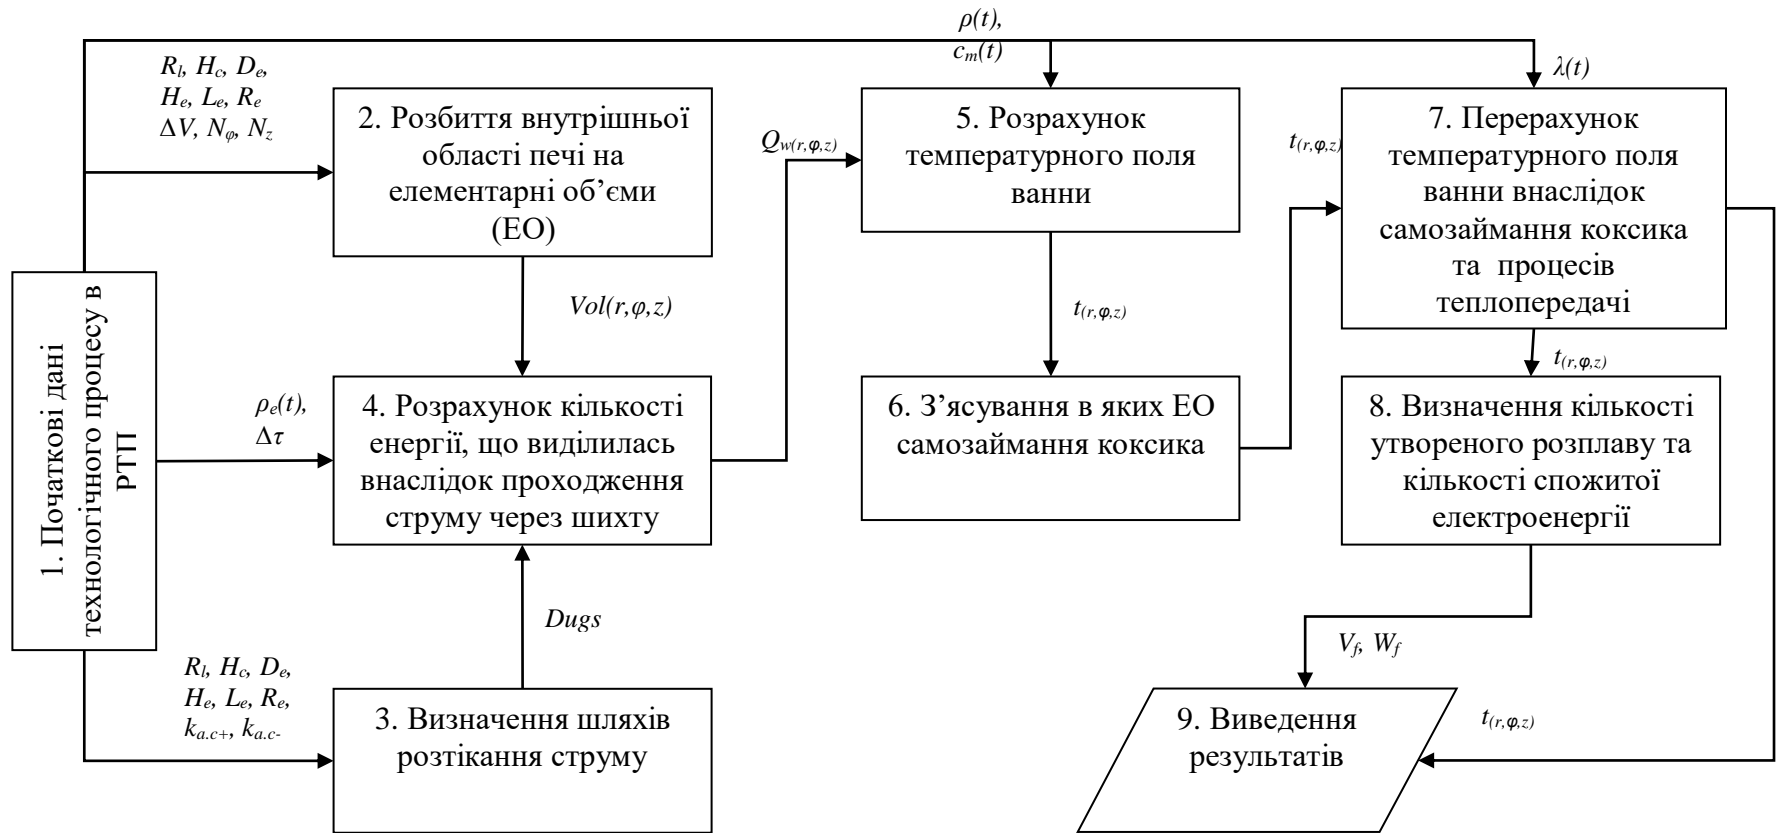 ρ(t),
c_m(t)
λ(t)
R_l, H_c, D_e,
H_e, L_e, R_e
ΔV, N_φ, N_z
2. Розбиття внутрішньої
області печі на
елементарні об’єми
(ЕО)
Q_w(r,φ,z)
5. Розрахунок
температурного поля
ванни
t_(r,φ,z)
7. Перерахунок
температурного поля
ванни внаслідок
самозаймання коксика
та процесів
теплопередачі
1. Початкові дані
технологічного процесу в
РТП
Vol(r,φ,z)
t_(r,φ,z)
t_(r,φ,z)
ρ_e(t),
Δτ
4. Розрахунок кількості
енергії, що виділилась
внаслідок проходження
струму через шихту
6. З’ясування в яких ЕО
самозаймання коксика
8. Визначення кількості
утвореного розплаву та
кількості спожитої
електроенергії
Dugs
V_f, W_f
R_l, H_c, D_e,
H_e, L_e, R_e,
k_a.c+, k_a.c-
3. Визначення шляхів
розтікання струму
9. Виведення
результатів
t_(r,φ,z)